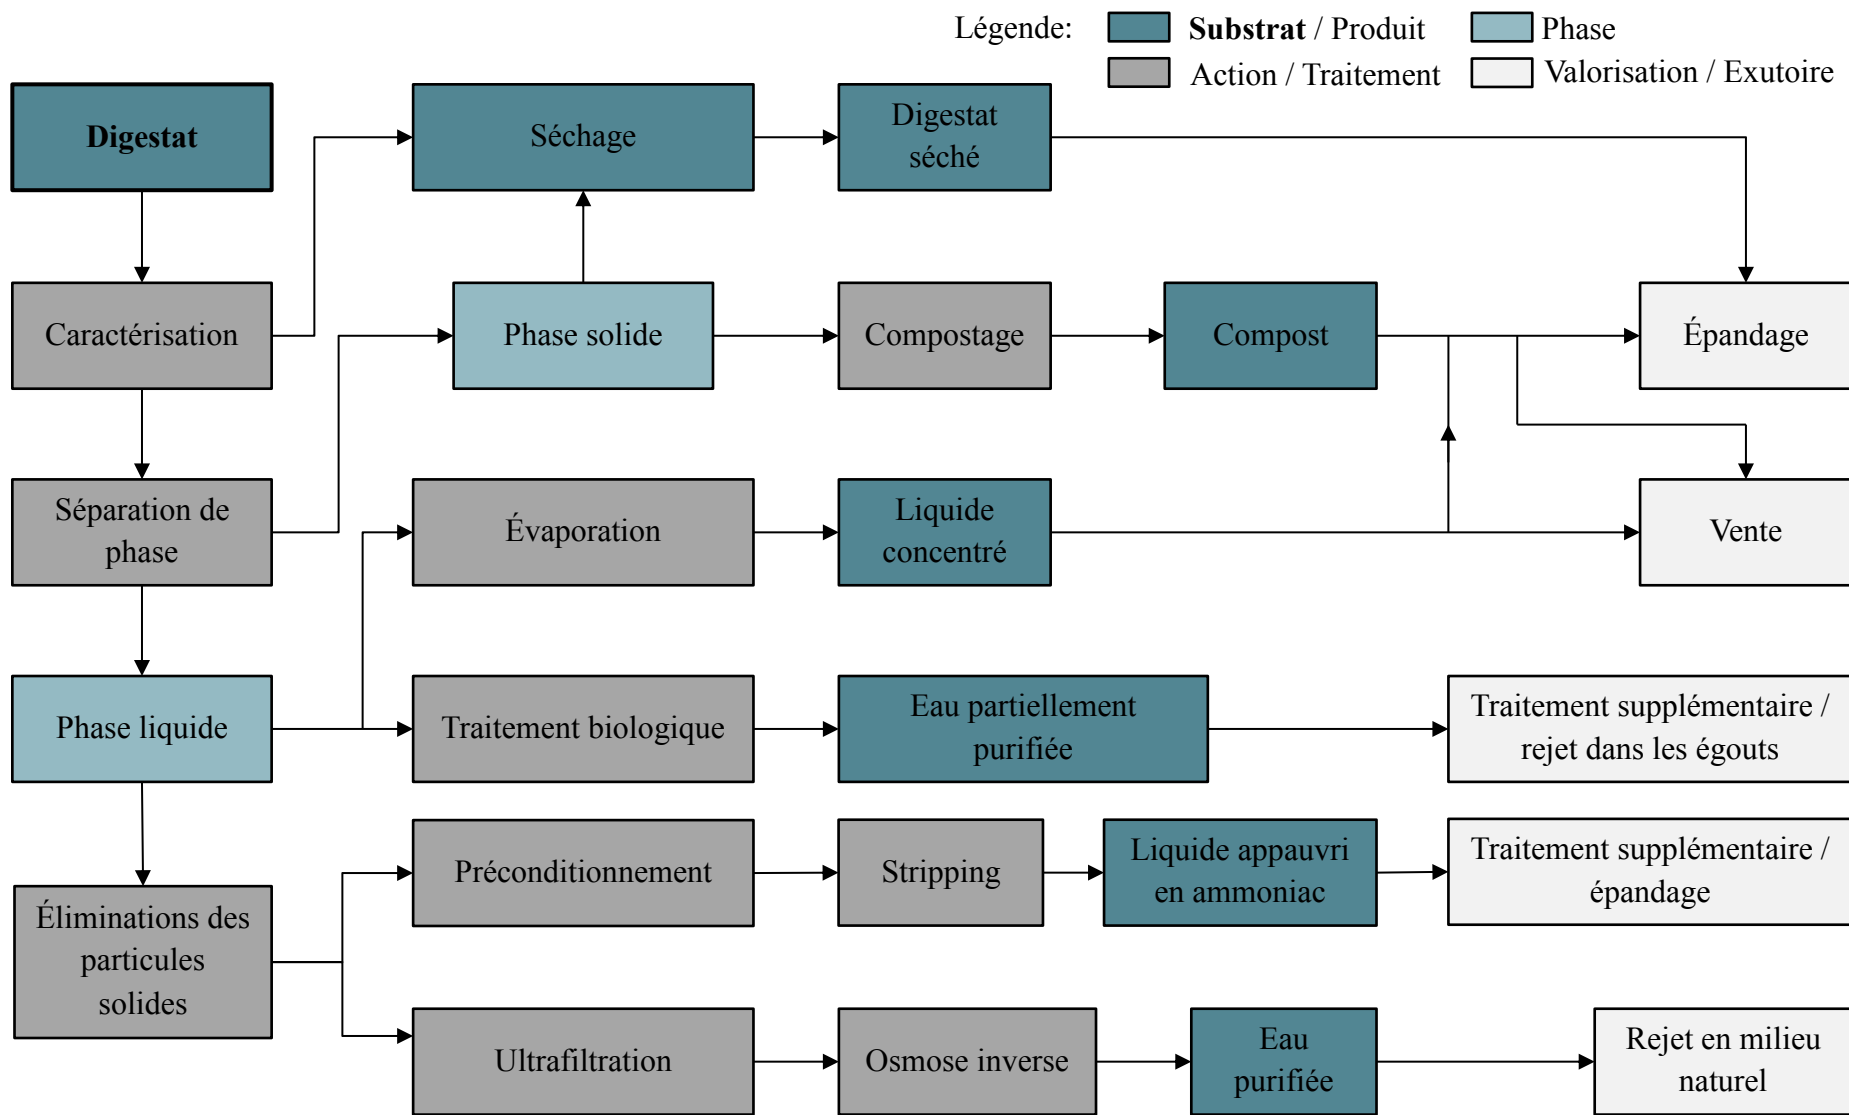 Légende:
Substrat / Produit
Phase
Action / Traitement
Valorisation / Exutoire
Digestat
Séchage
Digestat
séché
Caractérisation
Phase solide
Compostage
Compost
Épandage
Séparation de
phase
Évaporation
Liquide
concentré
Vente
Phase liquide
Traitement biologique
Eau partiellement
purifiée
Traitement supplémentaire /
rejet dans les égouts
Éliminations des
particules
solides
Préconditionnement
Stripping
Liquide appauvri
en ammoniac
Traitement supplémentaire /
épandage
Ultrafiltration
Osmose inverse
Eau
purifiée
Rejet en milieu
naturel